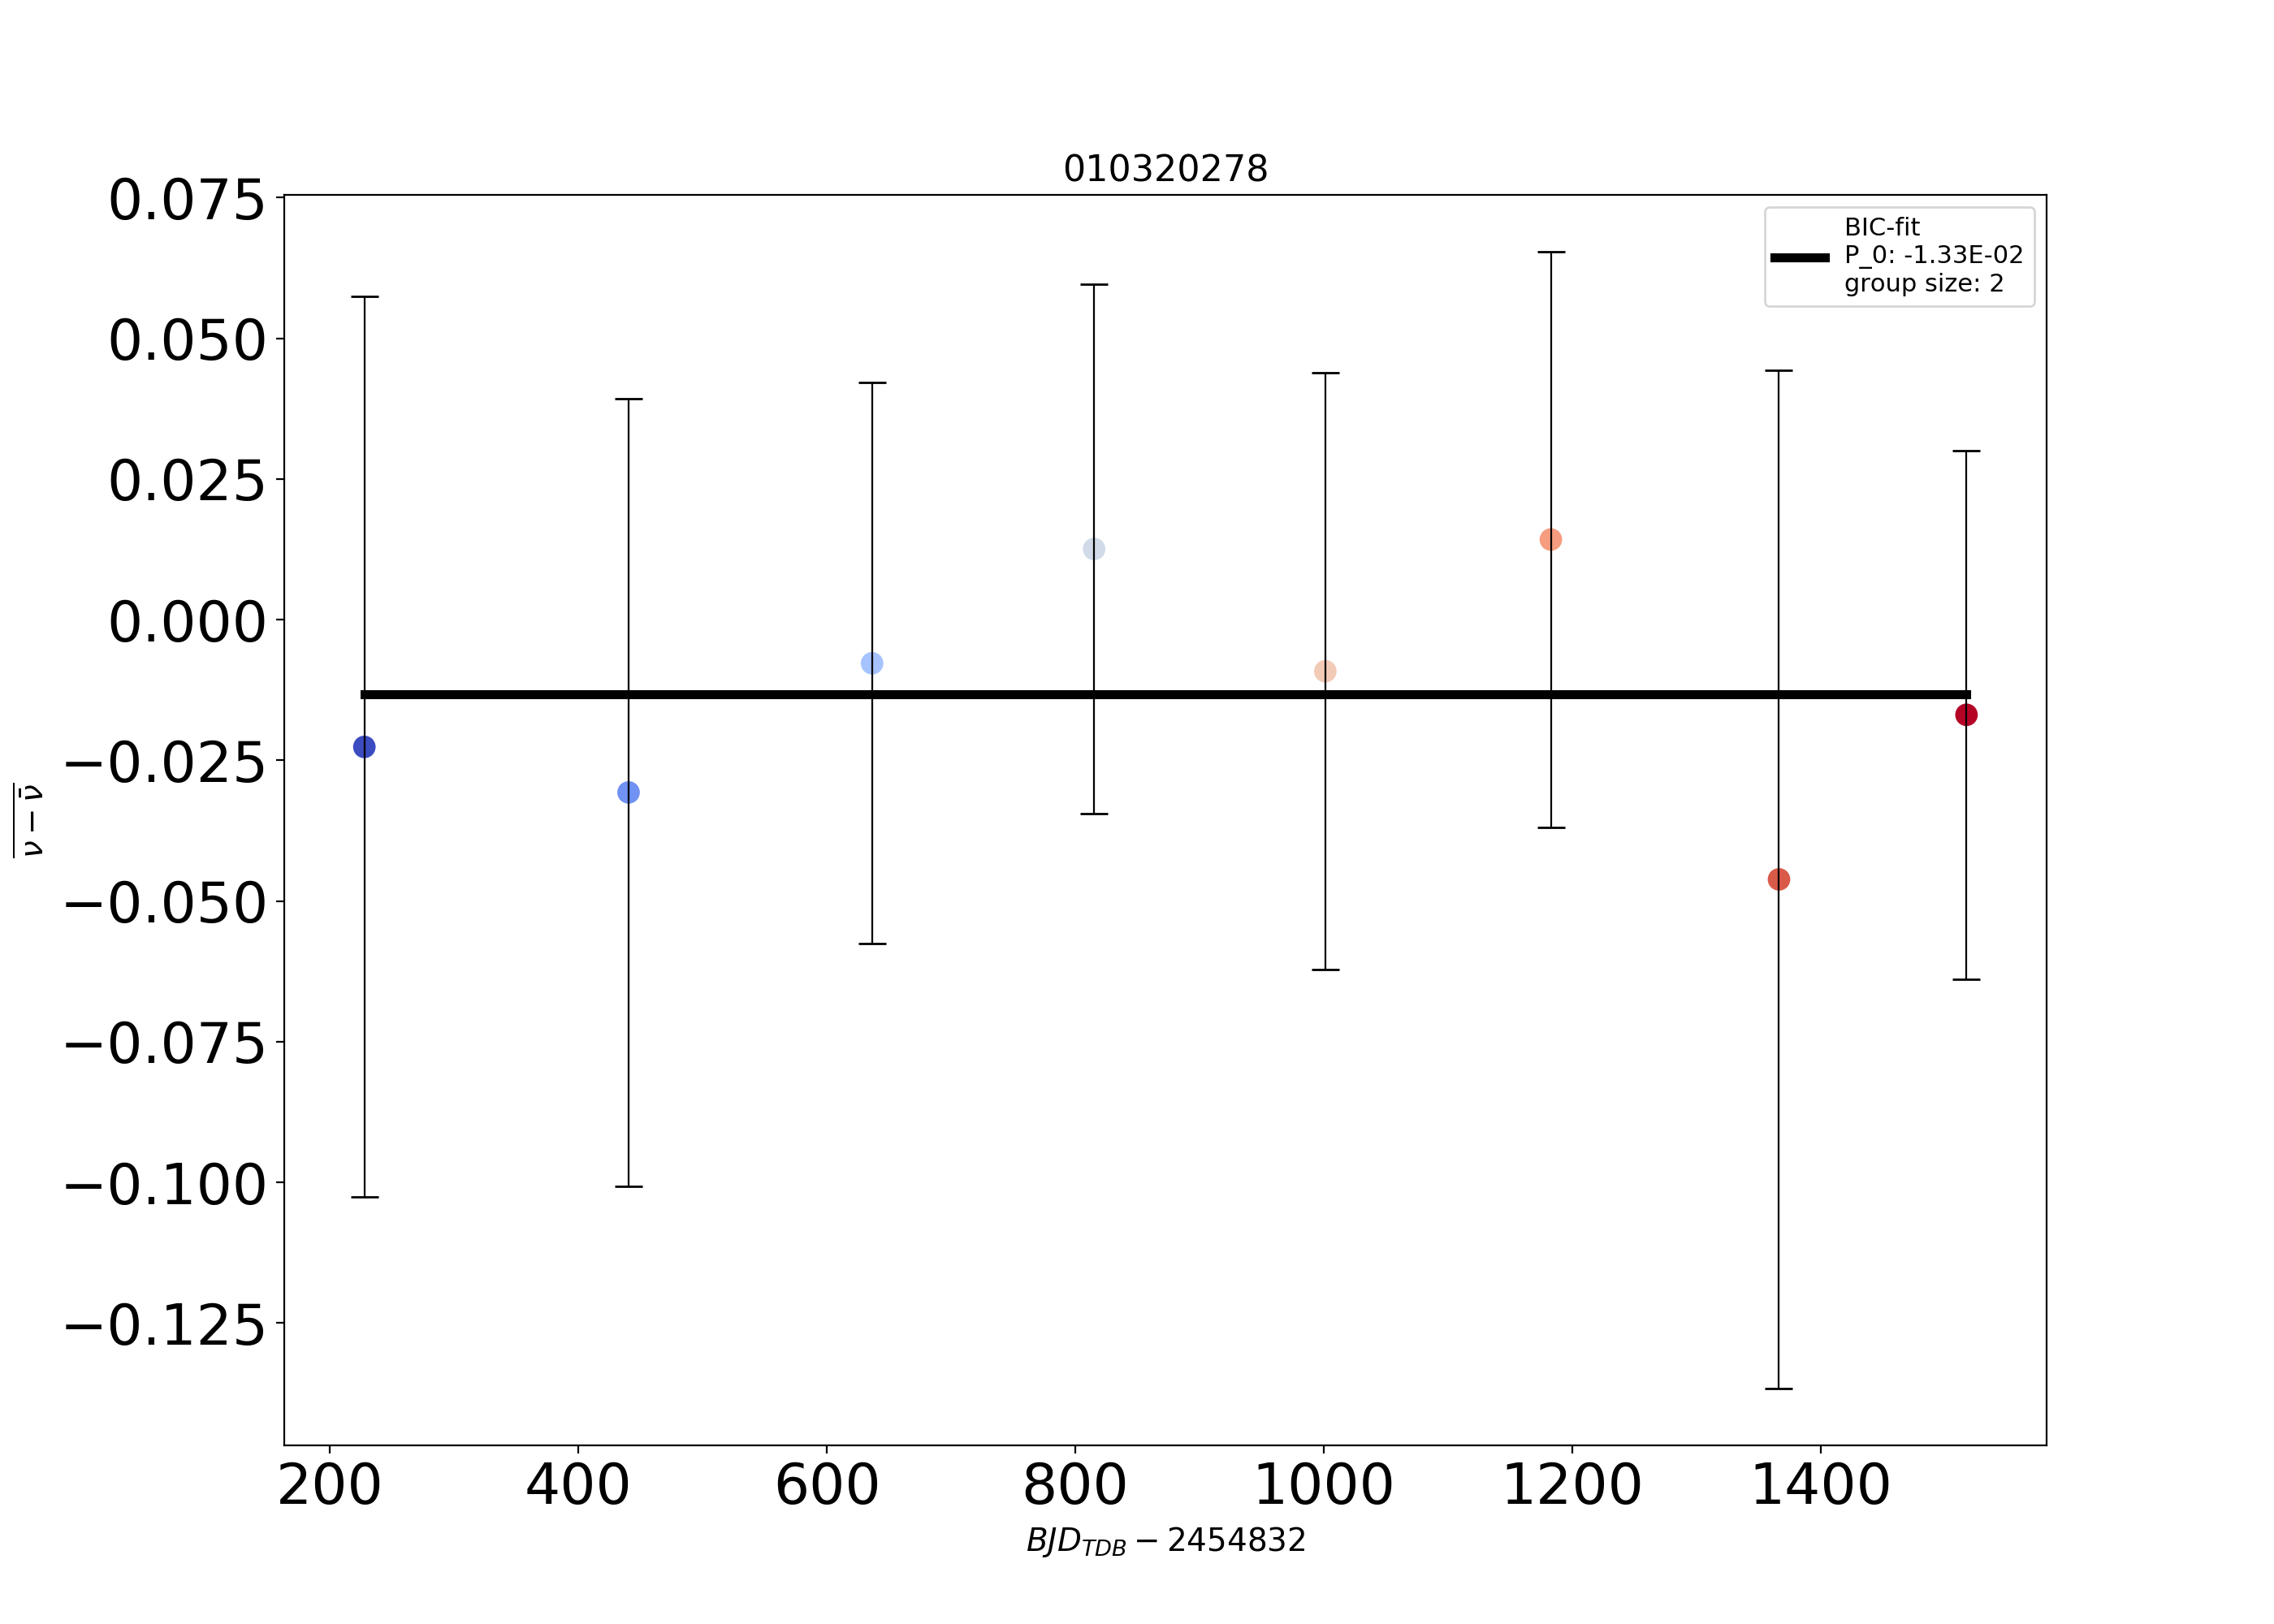 010320278
0.075
0.050
0.025
0.000
−0.025
−0.050
−0.075
−0.100
−0.125
BIC-fit
P_0: -1.33E-02
group size: 2
ν − ν̄
200 400 600 800 1000 1200 1400
BJD_TDB − 2454832